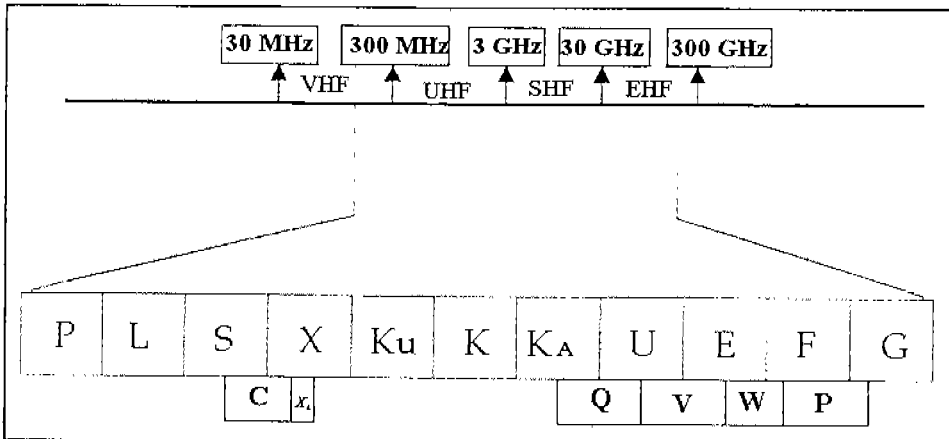 30 MHz 300 MHz 3 GHz 30 GHz 300 GHz
VHF UHF SHF EHF
P L S X Ku K KA U E F G
C Q V W P